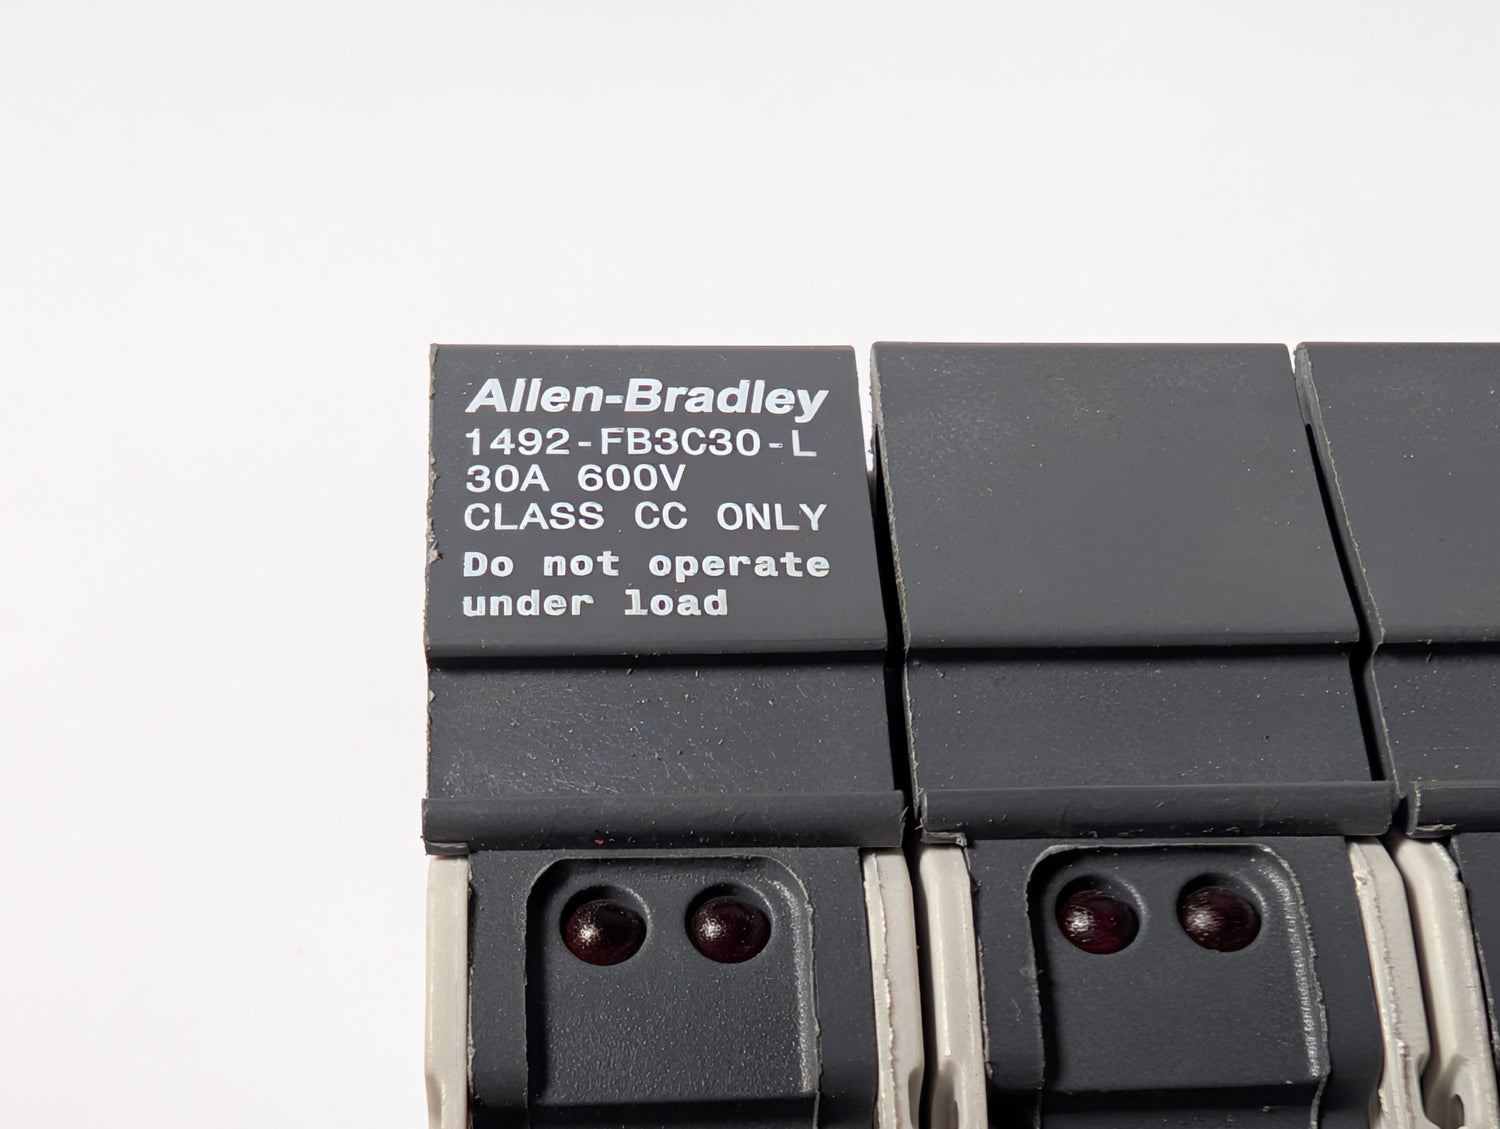 Allen-Bradley
1492-FB3C30-L
30A 600V
CLASS CC ONLY
Do not operate
under load